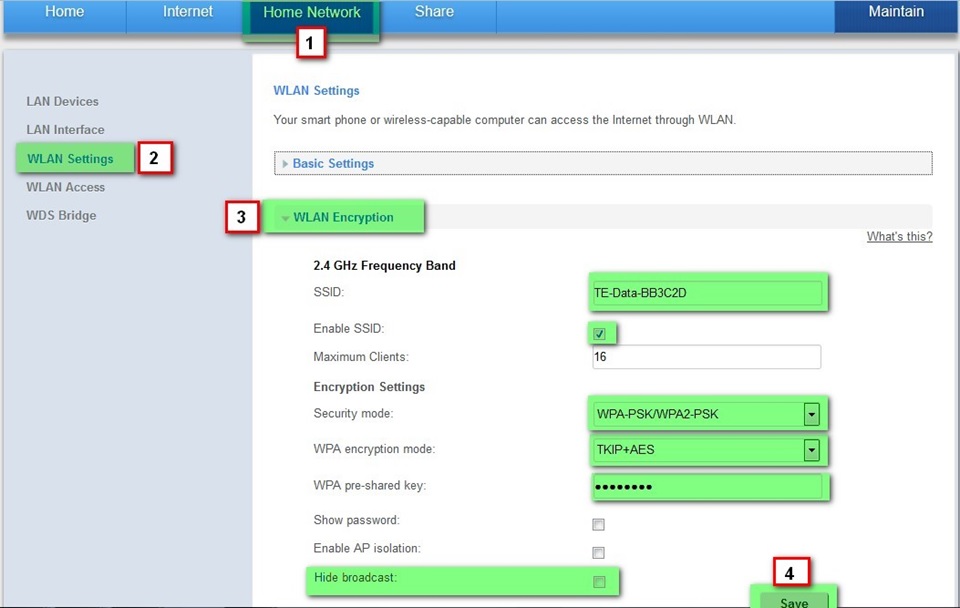 Home Internet Home Network Share Maintain
1
LAN Devices
LAN Interface
WLAN Settings 2
WLAN Access
WDS Bridge
WLAN Settings
Your smart phone or wireless-capable computer can access the Internet through WLAN.
Basic Settings
3 WLAN Encryption
What's this?
2.4 GHz Frequency Band
SSID: TE-Data-BB3C2D
Enable SSID:
Maximum Clients: 16
Encryption Settings
Security mode: WPA-PSK/WPA2-PSK
WPA encryption mode: TKIP+AES
WPA pre-shared key: ●●●●●●●●
Show password:
Enable AP isolation:
Hide broadcast:
4
Save